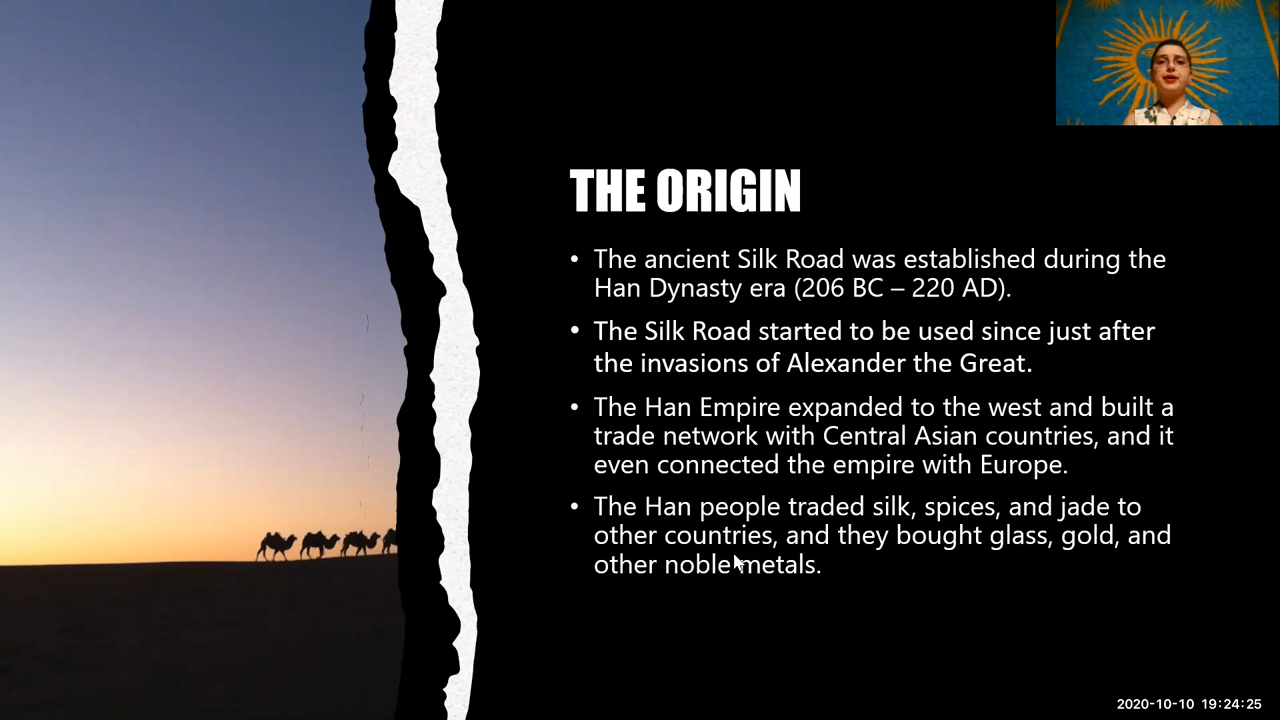 THE ORIGIN
• The ancient Silk Road was established during the
Han Dysnasty era (206 BC – 220 AD).
• The Silk Road started to be used since just after
the invasions of Alexander the Great.
• The Han Empire expanded to the west and built a
trade network with Central Asian countries, and it
even connected the empire with Europe.
• The Han people traded silk, spices, and jade to
other countries, and they bought glass, gold, and
other noble metals.
2020-10-10 19:24:25